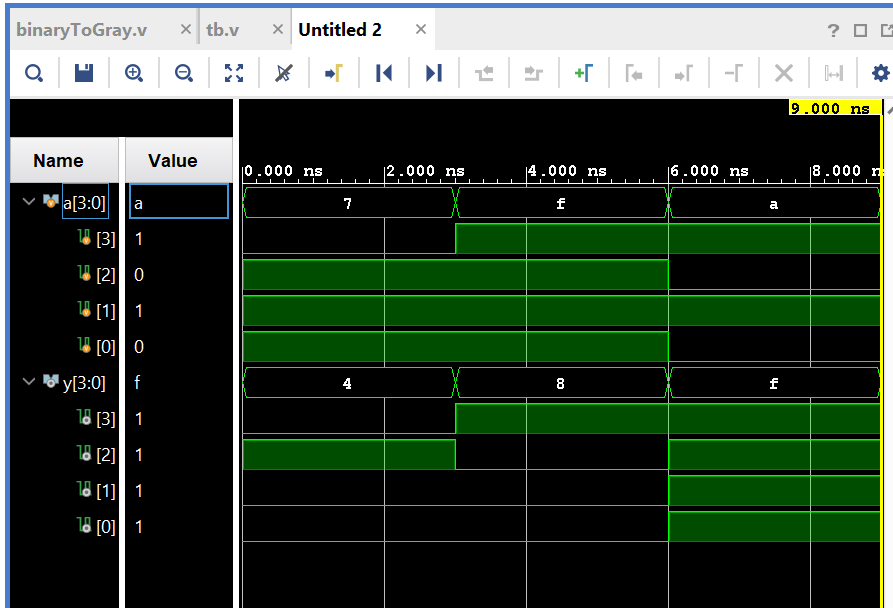 binaryToGray.v × tb.v × Untitled 2 × ?
9.000 ns
Name Value
0.000 ns 2.000 ns 4.000 ns 6.000 ns 8.000 n
a[3:0] a 7 f a
[3] 1
[2] 0
[1] 1
[0] 0
y[3:0] f 4 8 f
[3] 1
[2] 1
[1] 1
[0] 1